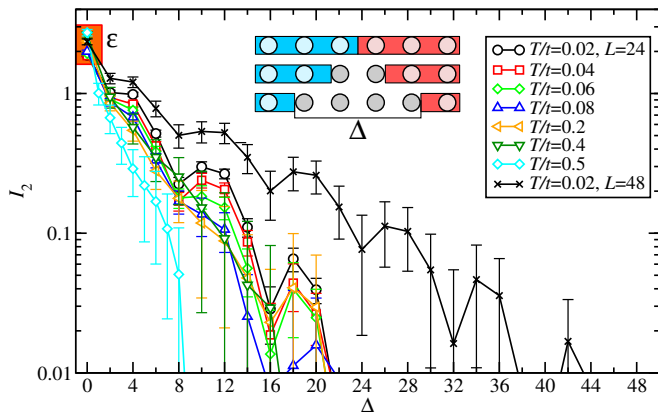 ε
Δ
T/t=0.02, L=24
T/t=0.04
T/t=0.06
T/t=0.08
T/t=0.2
T/t=0.4
T/t=0.5
T/t=0.02, L=48
I₂
1
0.1
0.01
0 4 8 12 16 20 24 28 32 36 40 44 48
Δ